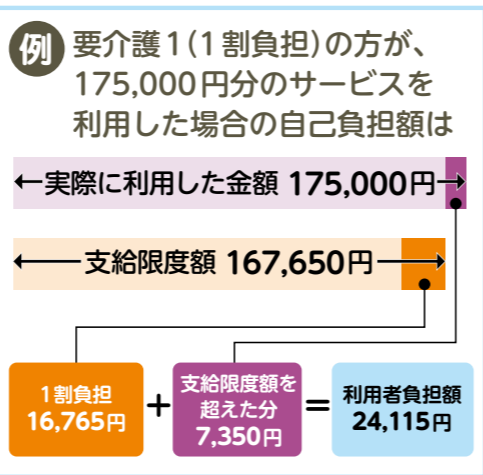 例 要介護1(1割負担)の方が、
175,000円分のサービスを
利用した場合の自己負担額は
実際に利用した金額 175,000円
支給限度額 167,650円
1割負担
16,765円
+
支給限度額を
超えた分
7,350円
=
利用者負担額
24,115円